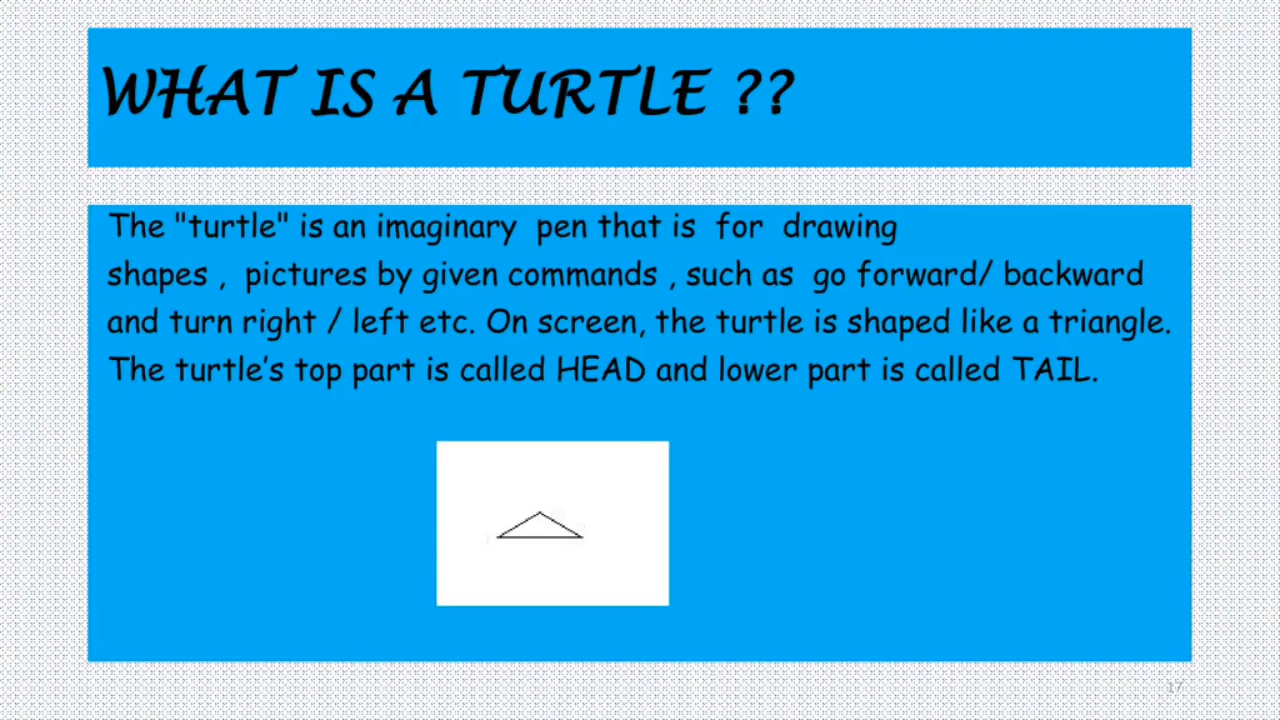 WHAT IS A TURTLE ??
The "turtle" is an imaginary pen that is for drawing
shapes , pictures by given commands , such as go forward/ backward
and turn right / left etc. On screen, the turtle is shaped like a triangle.
The turtle's top part is called HEAD and lower part is called TAIL.
17